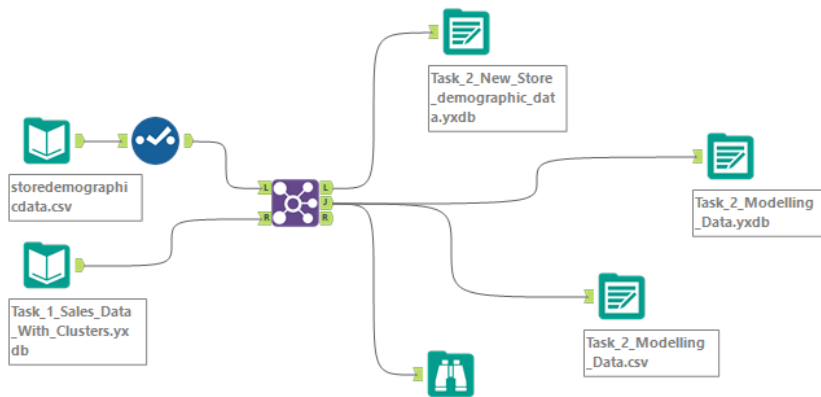 Task_2_New_Store
_demographic_dat
a.yxdb
storedemographi
cdata.csv
L
L
J
R
R
Task_2_Modelling
_Data.yxdb
Task_1_Sales_Data
_With_Clusters.yx
db
Task_2_Modelling
_Data.csv